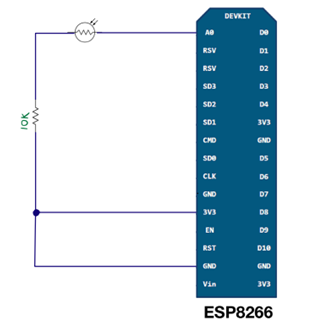 DEVKIT
A0 D0
RSV D1
RSV D2
SD3 D3
SD2 D4
SD1 3V3
CMD GND
SD0 D5
CLK D6
GND D7
3V3 D8
EN D9
RST D10
GND GND
Vin 3V3
10K
ESP8266